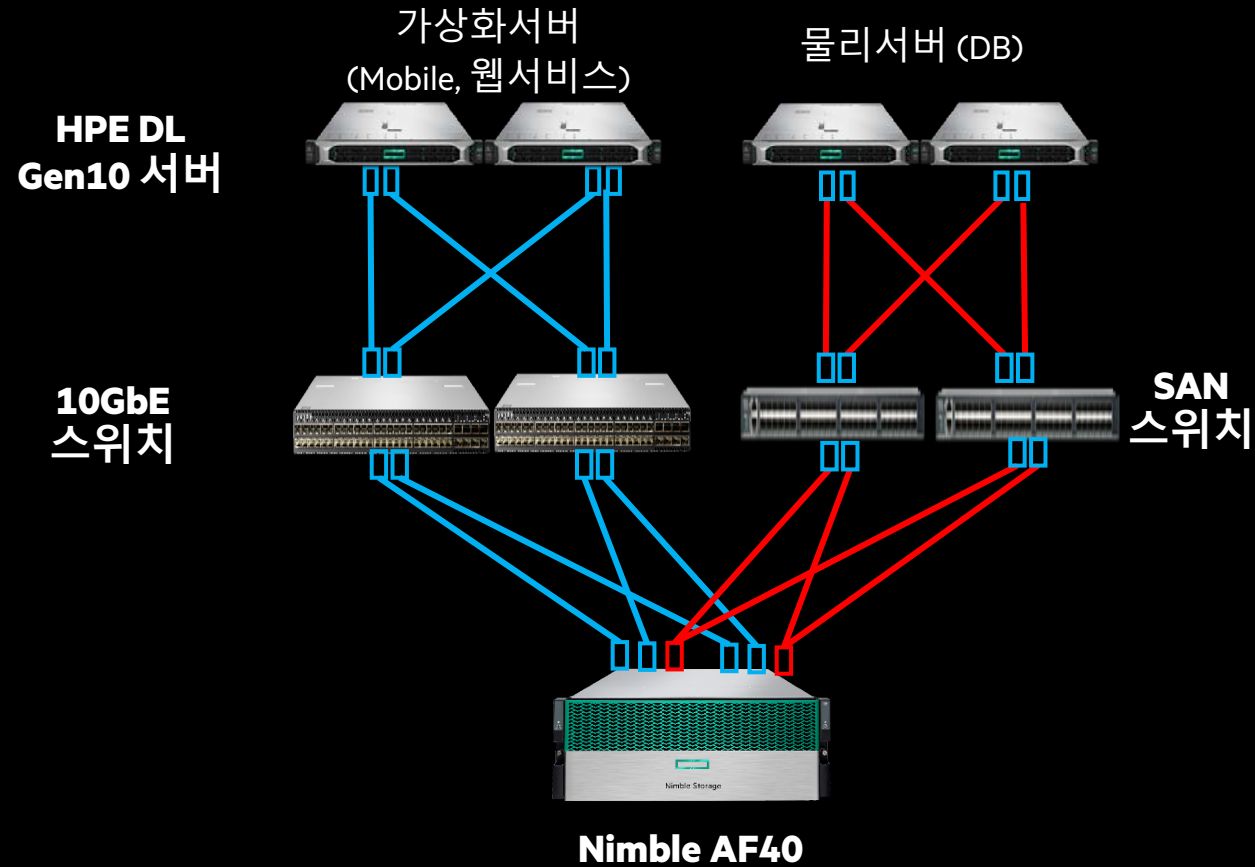 가상화서버
(Mobile, 웹서비스)
물리서버 (DB)
HPE DL
Gen10 서버
10GbE
스위치
SAN
스위치
Nimble Storage
Nimble AF40